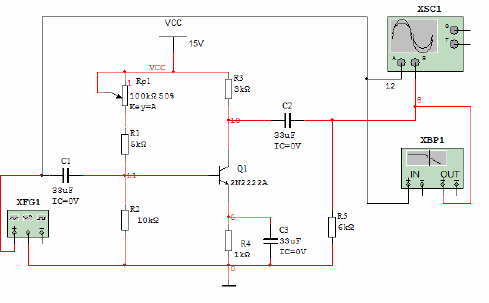 VCC
XSC1
15V
G
T
A
B
VCC
Rp1
1
R3
100kΩ 50%
3kΩ
12
Key=A
C2
8
10
R1
33uF
XBP1
5kΩ
IC=0V
C1
Q1
IN
OUT
11
2N2222A
33uF
IC=0V
XFG1
R2
6
C3
R5
10kΩ
33uF
6kΩ
R4
IC=0V
1kΩ
0